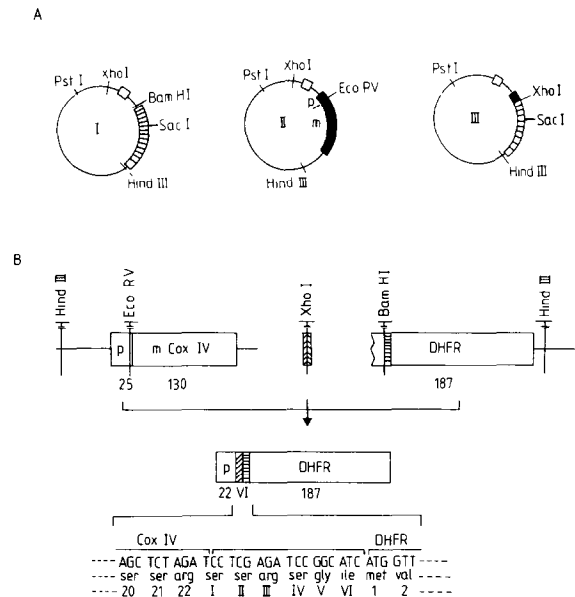 A
Pst I
XhoI
Bam HI
Sac I
I
Hind III
Pst I
XhoI
Eco PV
p
II
m
Hind III
Pst I
XhoI
Sac I
III
Hind III
B
Hind III
Eco RV
Xho I
Bam HI
Hind III
p
m Cox IV
DHFR
25
130
187
p
DHFR
22 VI
187
Cox IV
DHFR
---- AGC TCT AGA TCC TCG AGA TCC GGC ATC ATG GTT ----
---- ser ser arg ser ser arg ser gly ile met val ----
---- 20 21 22 I II III IV V VI 1 2 ----